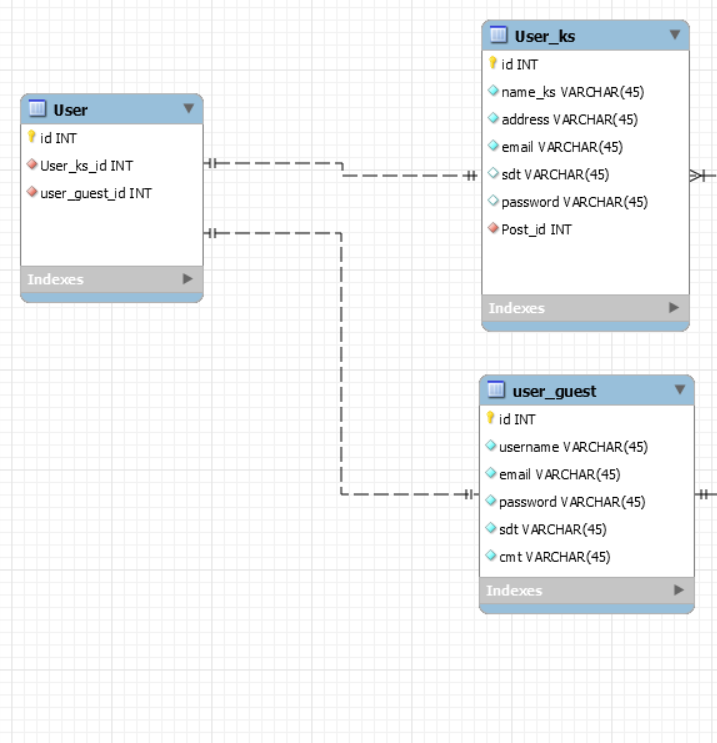 User
id INT
User_ks_id INT
user_guest_id INT
Indexes
User_ks
id INT
name_ks VARCHAR(45)
address VARCHAR(45)
email VARCHAR(45)
sdt VARCHAR(45)
password VARCHAR(45)
Post_id INT
Indexes
user_guest
id INT
username VARCHAR(45)
email VARCHAR(45)
password VARCHAR(45)
sdt VARCHAR(45)
cmt VARCHAR(45)
Indexes